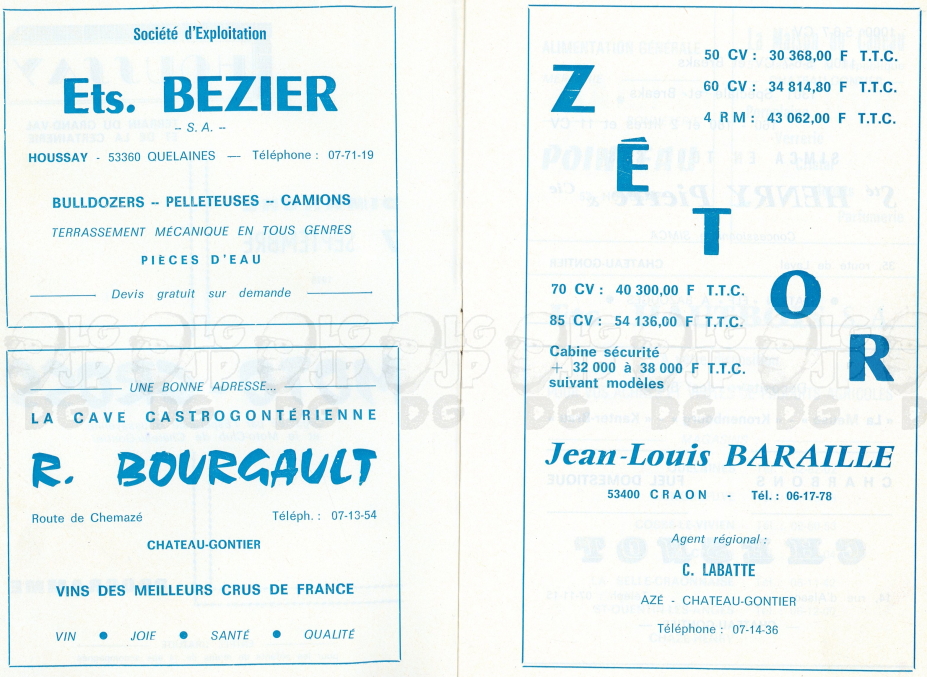 Société d'Exploitation
Ets. BEZIER
-- S. A. --
HOUSSAY - 53360 QUELAINES — Téléphone : 07-71-19
BULLDOZERS -- PELLETEUSES -- CAMIONS
TERRASSEMENT MÉCANIQUE EN TOUS GENRES
PIÈCES D'EAU
Devis gratuit sur demande
UNE BONNE ADRESSE...
LA CAVE CASTROGONTÉRIENNE
R. BOURGAULT
Route de Chemazé Téléph. : 07-13-54
CHATEAU-GONTIER
VINS DES MEILLEURS CRUS DE FRANCE
VIN ● JOIE ● SANTÉ ● QUALITÉ
ZÉTOR
50 CV : 30 368,00 F T.T.C.
60 CV : 34 814,80 F T.T.C.
4 RM : 43 062,00 F T.T.C.
70 CV : 40 300,00 F T.T.C.
85 CV : 54 136,00 F T.T.C.
Cabine sécurité
+ 32 000 à 38 000 F T.T.C.
suivant modèles
Jean-Louis BARAILLE
53400 CRAON - Tél. : 06-17-78
Agent régional :
C. LABATTE
AZÉ - CHATEAU-GONTIER
Téléphone : 07-14-36